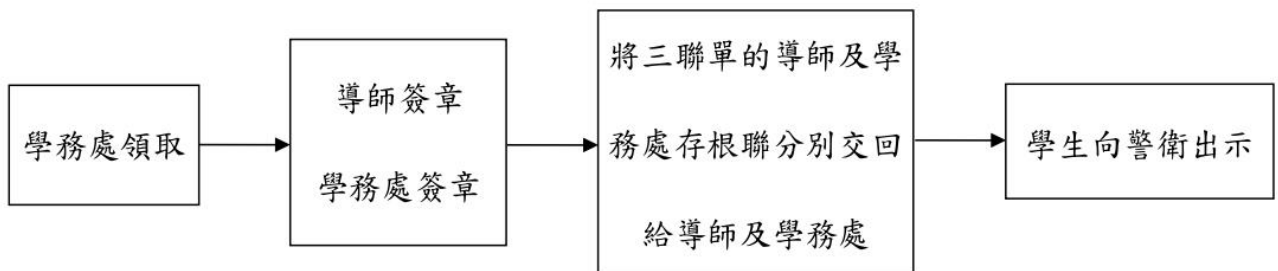 學務處領取
導師簽章
學務處簽章
將三聯單的導師及學
務處存根聯分別交回
給導師及學務處
學生向警衛出示